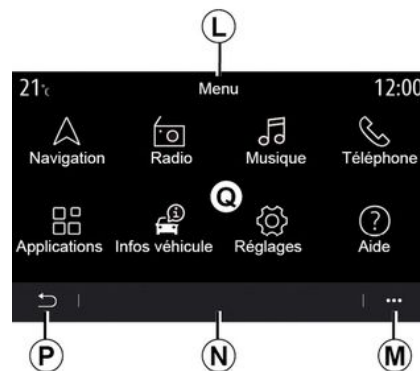 L
21°c Menu 12:00
Navigation Radio Musique Téléphone
Q
Applications Infos véhicule Réglages Aide
P N M